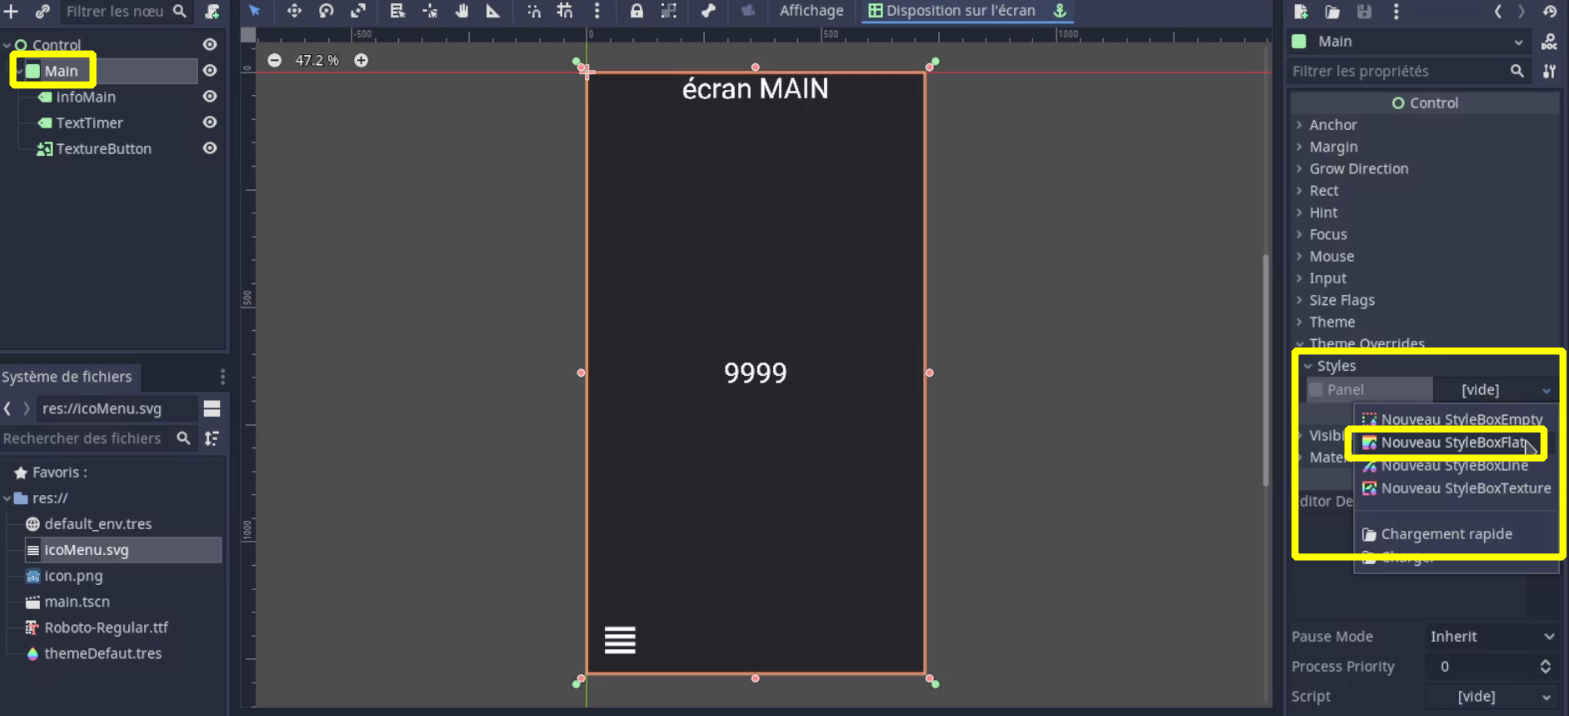 Filtrer les nœu
Affichage
Disposition sur l'écran
Control
Main
infoMain
TextTimer
TextureButton
Système de fichiers
res://icoMenu.svg
Rechercher des fichiers
Favoris :
res://
default_env.tres
icoMenu.svg
icon.png
main.tscn
Roboto-Regular.ttf
themeDefaut.tres
-500
0
500
1000
0
500
1000
47.2 %
écran MAIN
9999
Main
Filtrer les propriétés
Control
Anchor
Margin
Grow Direction
Rect
Hint
Focus
Mouse
Input
Size Flags
Theme
Theme Overrides
Styles
Panel
[vide]
Nouveau StyleBoxEmpty
Visibi
Nouveau StyleBoxFlat
Mater
Nouveau StyleBoxLine
Nouveau StyleBoxTexture
ditor De
Chargement rapide
Charger
Pause Mode
Inherit
Process Priority
0
Script
[vide]